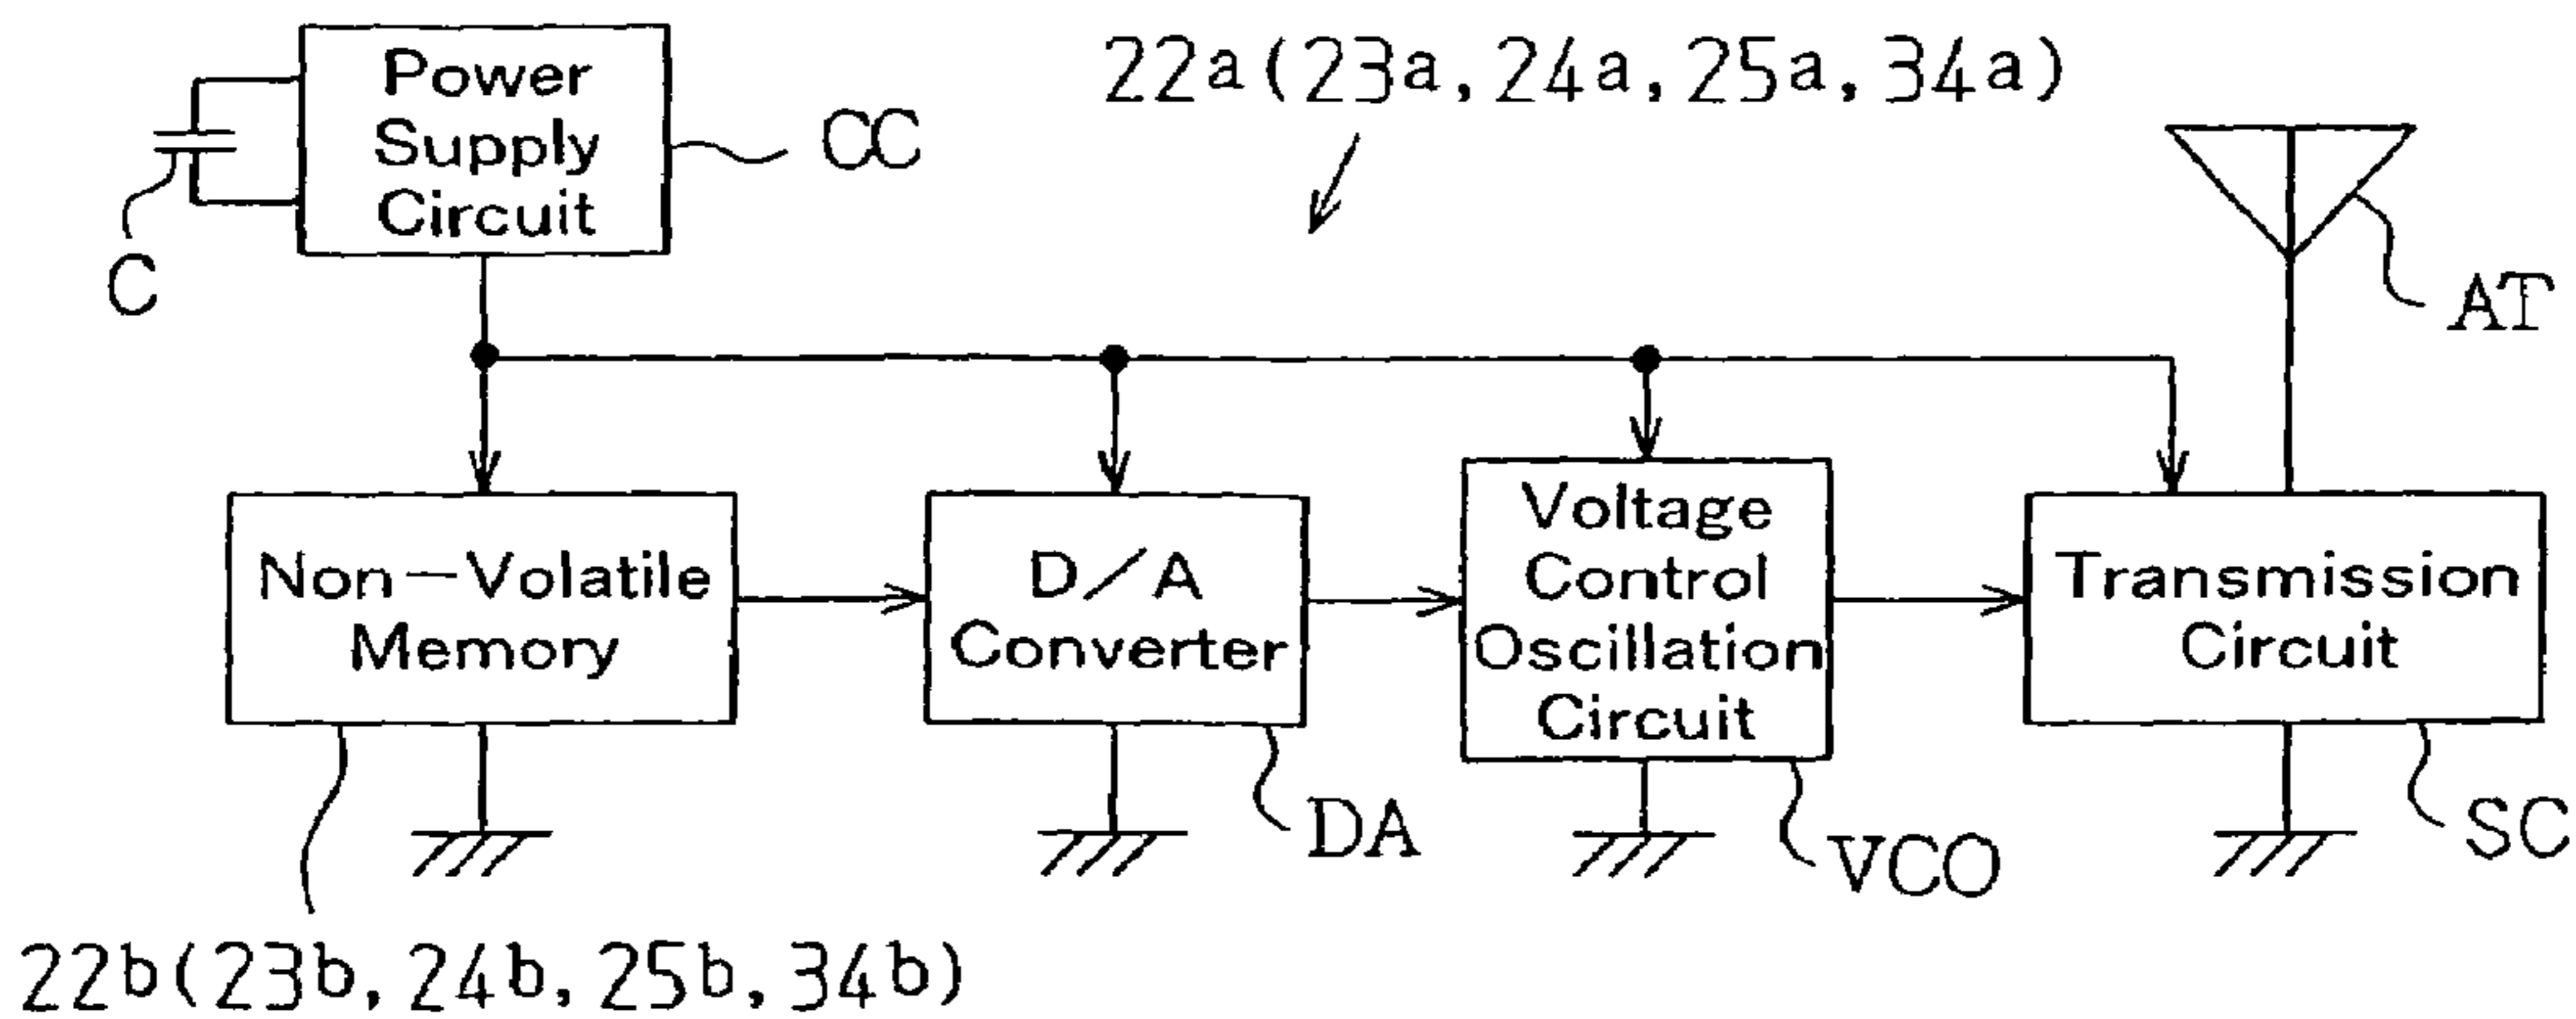 Power
Supply
Circuit
CC
C
22a(23a, 24a, 25a, 34a)
AT
Non-Volatile
Memory
D/A
Converter
Voltage
Control
Oscillation
Circuit
Transmission
Circuit
DA
VCO
SC
22b(23b, 24b, 25b, 34b)